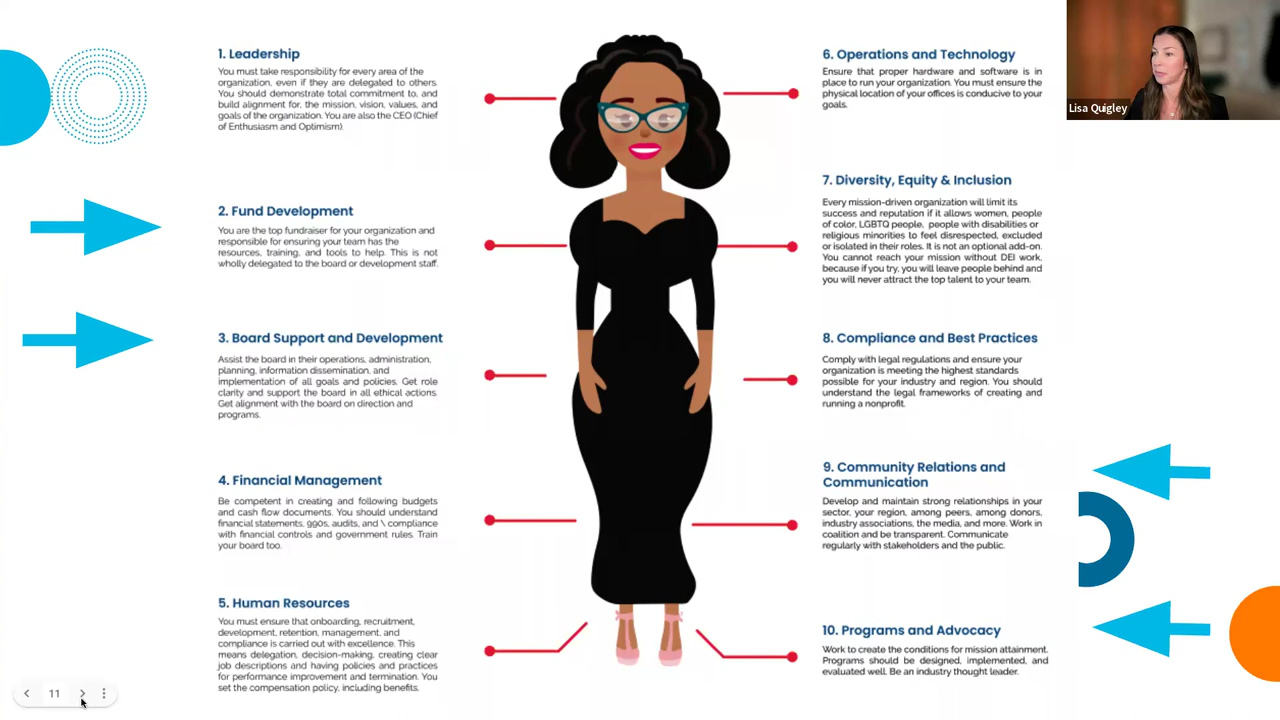 1. Leadership
You must take responsibility for every area of the
organization, even if they are delegated to others.
You should demonstrate total commitment to, and
build alignment for, the mission, vision, values, and
goals of the organization. You are also the CEO (Chief
of Enthusiasm and Optimism).
2. Fund Development
You are the top fundraiser for your organization and
responsible for ensuring your team has the
resources, training, and tools to help. This is not
wholly delegated to the board or development staff.
3. Board Support and Development
Assist the board in their operations, administration,
planning, information dissemination, and
implementation of all goals and policies. Get role
clarity and support the board in all ethical actions.
Get alignment with the board on direction and
programs.
4. Financial Management
Be competent in creating and following budgets
and cash flow documents. You should understand
financial statements, 990s, audits, and \ compliance
with financial controls and government rules. Train
your board too.
5. Human Resources
You must ensure that onboarding, recruitment,
development, retention, management, and
compliance is carried out with excellence. This
means delegation, decision-making, creating clear
job descriptions and having policies and practices
for performance improvement and termination. You
set the compensation policy, including benefits.
6. Operations and Technology
Ensure that proper hardware and software is in
place to run your organization. You must ensure the
physical location of your offices is conducive to your
goals.
7. Diversity, Equity & Inclusion
Every mission-driven organization will limit its
success and reputation if it allows women, people
of color, LGBTQ people, people with disabilities or
religious minorities to feel disrespected, excluded
or isolated in their roles. It is not an optional add-on.
You cannot reach your mission without DEI work,
because if you try, you will leave people behind and
you will never attract the top talent to your team.
8. Compliance and Best Practices
Comply with legal regulations and ensure your
organization is meeting the highest standards
possible for your industry and region. You should
understand the legal frameworks of creating and
running a nonprofit.
9. Community Relations and
Communication
Develop and maintain strong relationships in your
sector, your region, among peers, among donors,
industry associations, the media, and more. Work in
coalition and be transparent. Communicate
regularly with stakeholders and the public.
10. Programs and Advocacy
Work to create the conditions for mission attainment.
Programs should be designed, implemented, and
evaluated well. Be an industry thought leader.
Lisa Quigley
11